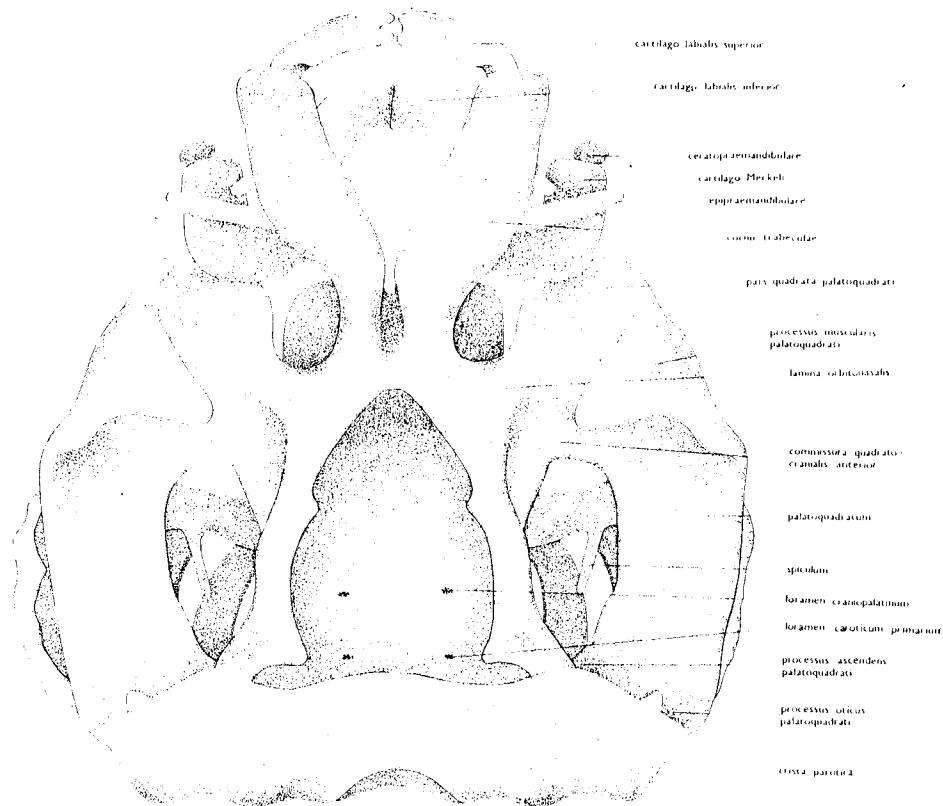 cartilago labialis superior
cartilago labialis inferior
ceratopraemandibulare
cartilago Meckeli
epipraemandibulare
cornu trabeculae
pars quadrata palatoquadrati
processus muscularis
palatoquadrati
lamina orbitonasalis
commissura quadrato-
cranialis anterior
palatoquadratum
spiculum
foramen craniopalatinum
foramen caroticum primarium
processus ascendens
palatoquadrati
processus oticus
palatoquadrati
crista parotica